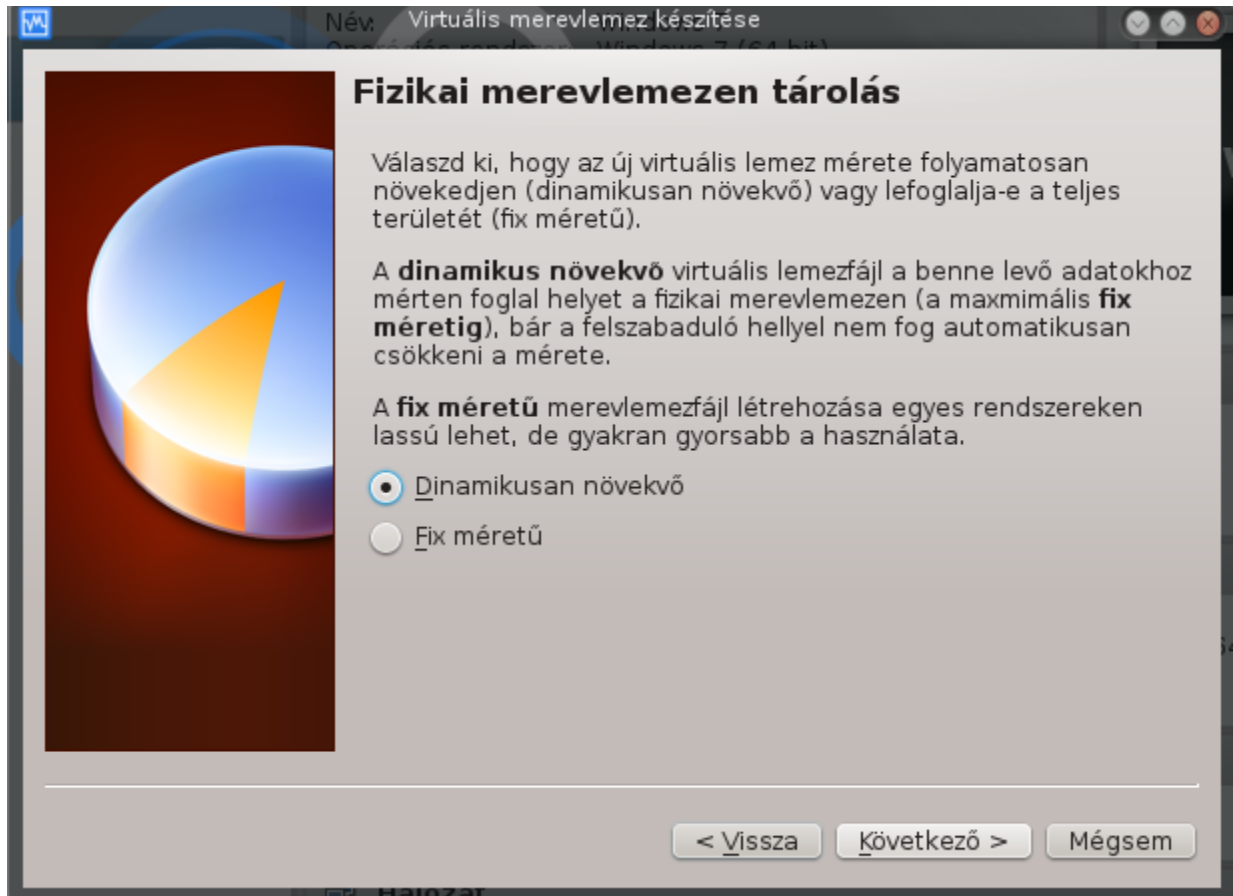 Név:
Virtuális merevlemez készítése
Fizikai merevlemezen tárolás
Válaszd ki, hogy az új virtuális lemez mérete folyamatosan
növekedjen (dinamikusan növekvő) vagy lefoglalja-e a teljes
területét (fix méretű).
A dinamikus növekvő virtuális lemezfájl a benne levő adatokhoz
mérten foglal helyet a fizikai merevlemezen (a maxmimális fix
méretig), bár a felszabaduló hellyel nem fog automatikusan
csökkeni a mérete.
A fix méretű merevlemezfájl létrehozása egyes rendszereken
lassú lehet, de gyakran gyorsabb a használata.
Dinamikusan növekvő
Fix méretű
< Vissza
Következő >
Mégsem
Hálózat